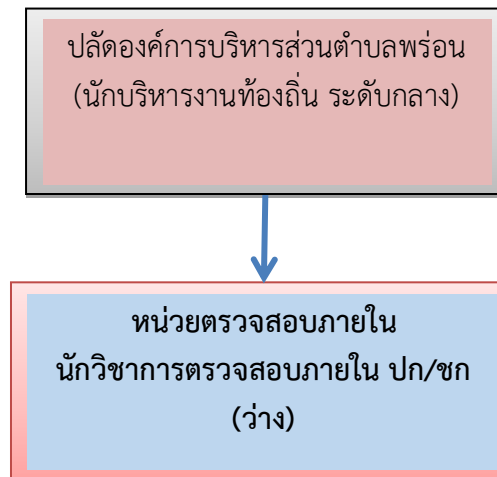 ปลัดองค์การบริหารส่วนตำบลพร่อน
(นักบริหารงานท้องถิ่น ระดับกลาง)
หน่วยตรวจสอบภายใน
นักวิชาการตรวจสอบภายใน ปก/ชก
(ว่าง)